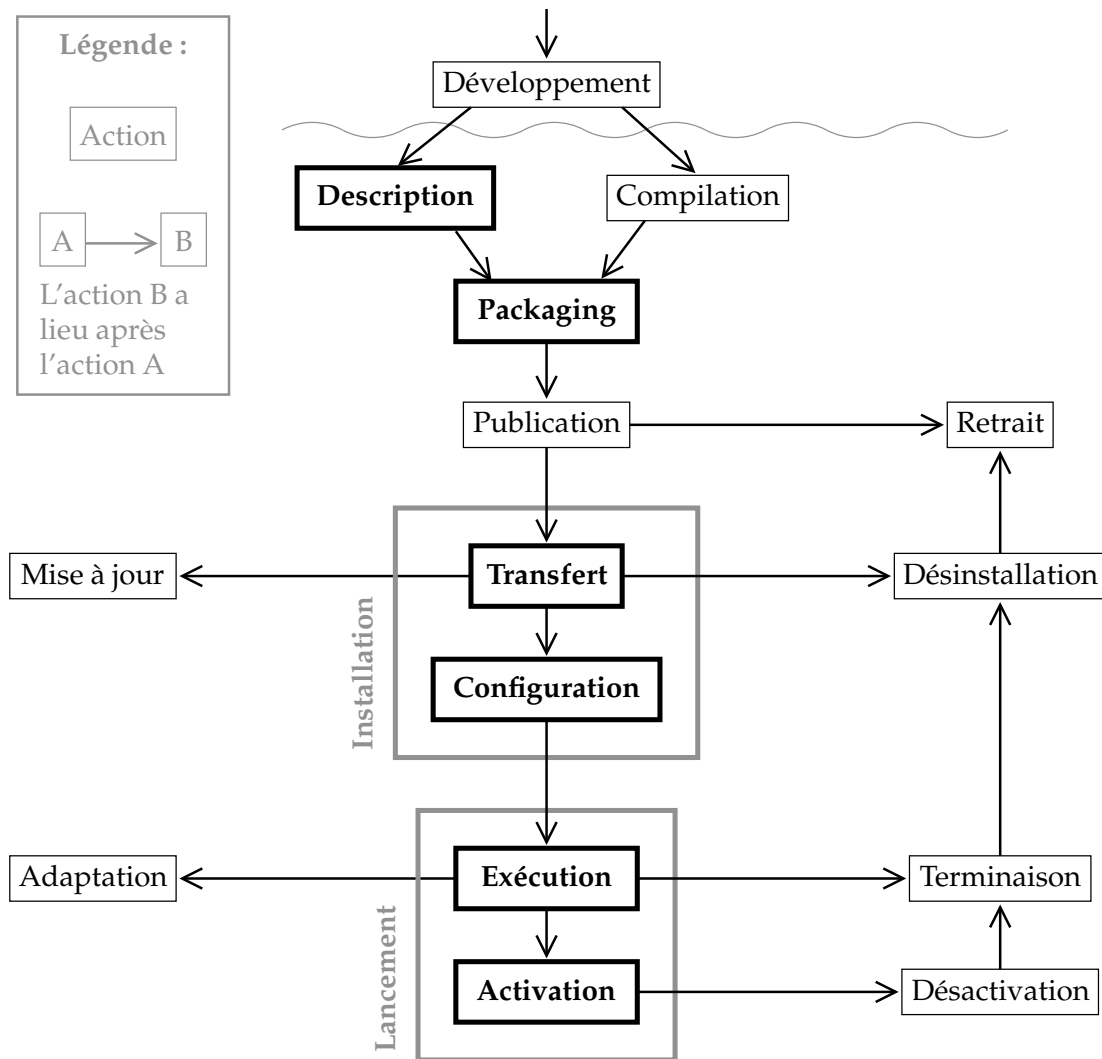 Légende :
Action
A
B
L'action B a
lieu après
l'action A
Développement
Description
Compilation
Packaging
Publication
Retrait
Installation
Mise à jour
Transfert
Désinstallation
Configuration
Lancement
Adaptation
Exécution
Terminaison
Activation
Désactivation